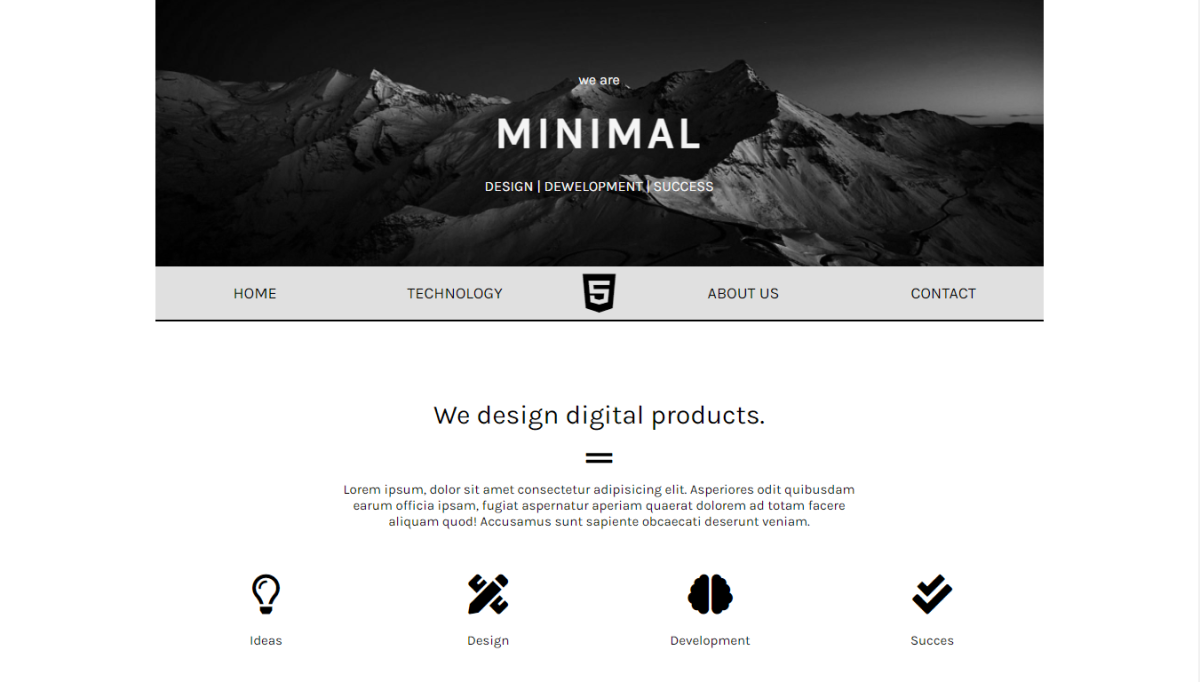 we are
MINIMAL
DESIGN | DEWELOPMENT | SUCCESS
HOME TECHNOLOGY 5 ABOUT US CONTACT
We design digital products.
Lorem ipsum, dolor sit amet consectetur adipisicing elit. Asperiores odit quibusdam
earum officia ipsam, fugiat aspernatur aperiam quaerat dolorem ad totam facere
aliquam quod! Accusamus sunt sapiente obcaecati deserunt veniam.
Ideas Design Development Succes